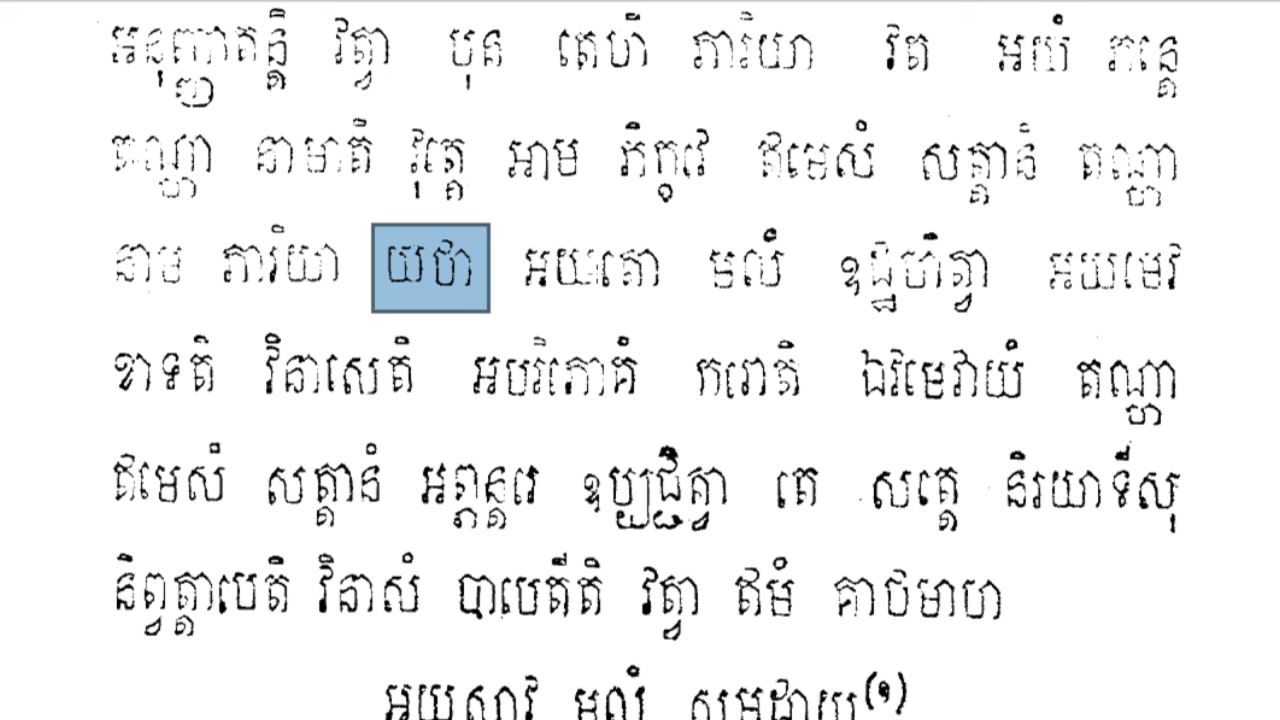 អនុញ្ញាតន្តិ វត្វា បុន តេហិ ភារិយា វត អយំ ភន្តេ
តណ្ហា នាមាតិ វុត្តេ អាម ភិក្ខវេ ឥមេសំ សត្តានំ តណ្ហា
នាម ភារិយា យថា អយតោ មលំ ឧដ្ឋហិត្វា អយមេវ
ខាទតិ វិនាសេតិ អបរិភោគំ ករោតិ ឯវមេវាយំ តណ្ហា
ឥមេសំ សត្តានំ អព្ភន្តរេ ឧប្បជ្ជិត្វា តេ សត្តេ និរយាទីសុ
និព្វត្តាបេតិ វិនាសំ បាបេតីតិ វត្វា ឥមំ គាថមាហ
អយសាវ មលំ សមុដ្ឋាយ(១)